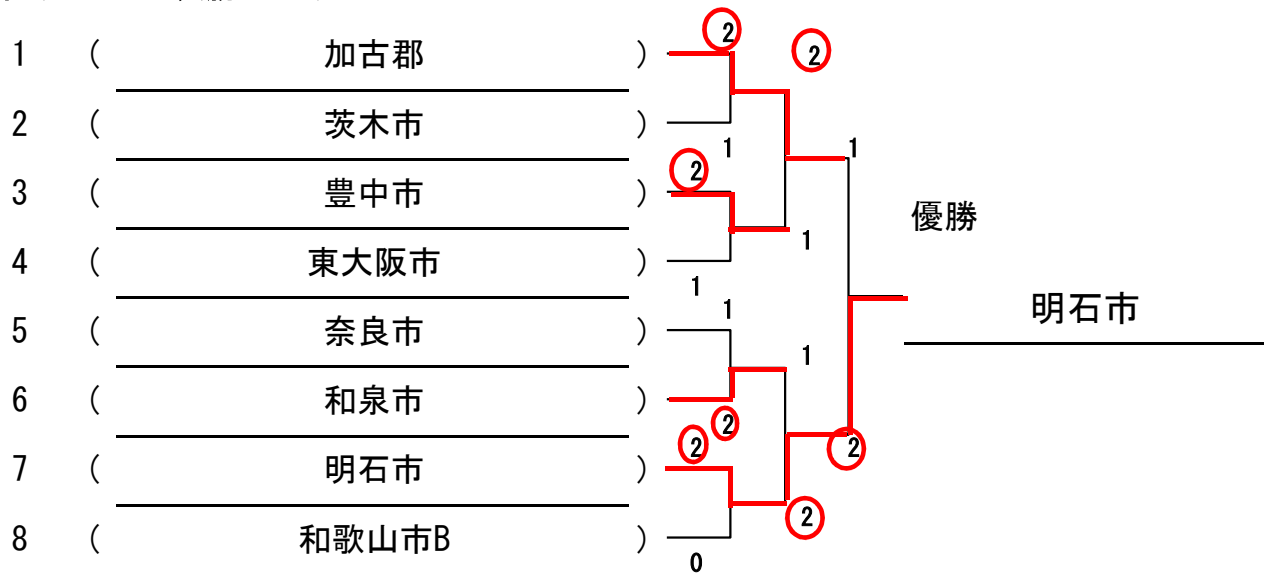 2
1 ( 加古郡 ) 2
2 ( 茨木市 )
1 1
2
3 ( 豊中市 )
優勝
1
4 ( 東大阪市 )
1
1
明石市
5 ( 奈良市 )
1
6 ( 和泉市 )
2
2 2
7 ( 明石市 )
2
8 ( 和歌山市B )
0